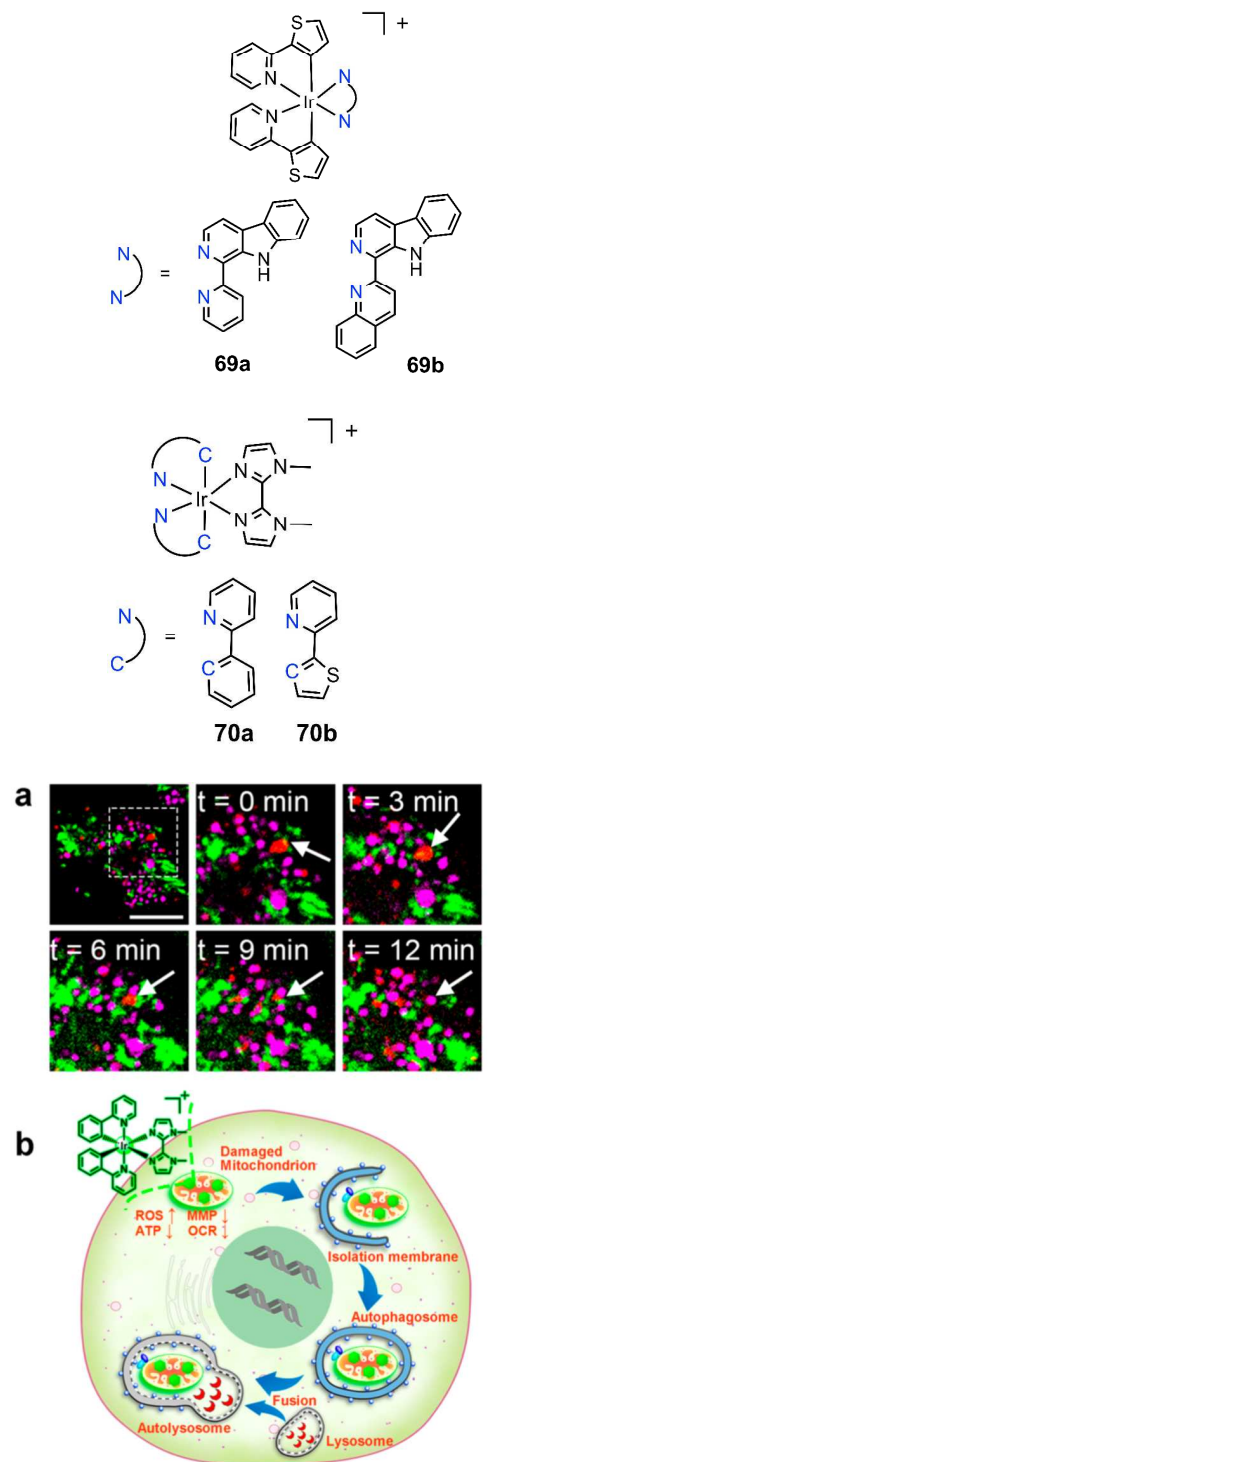 S
+
N
N
Ir
N
N
N
S
N
N
=
N
N
H
N
69a
N
N
H
N
69b
+
C
N
Ir
N
C
N
N
N
N
N
C
=
N
C
70a
N
C
S
70b
a
t = 0 min
t = 3 min
t = 6 min
t = 9 min
t = 12 min
b
+
N
N
N
Ir
N
N
N
Damaged
Mitochondrion
ROS ↑ MMP ↓
ATP ↓ OCR ↓
Isolation membrane
Autophagosome
Fusion
Autolysosome
Lysosome